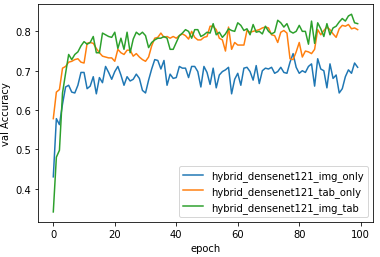 val Accuracy
0.8
0.7
0.6
0.5
0.4
0
20
40
60
80
100
epoch
hybrid_densenet121_img_only
hybrid_densenet121_tab_only
hybrid_densenet121_img_tab